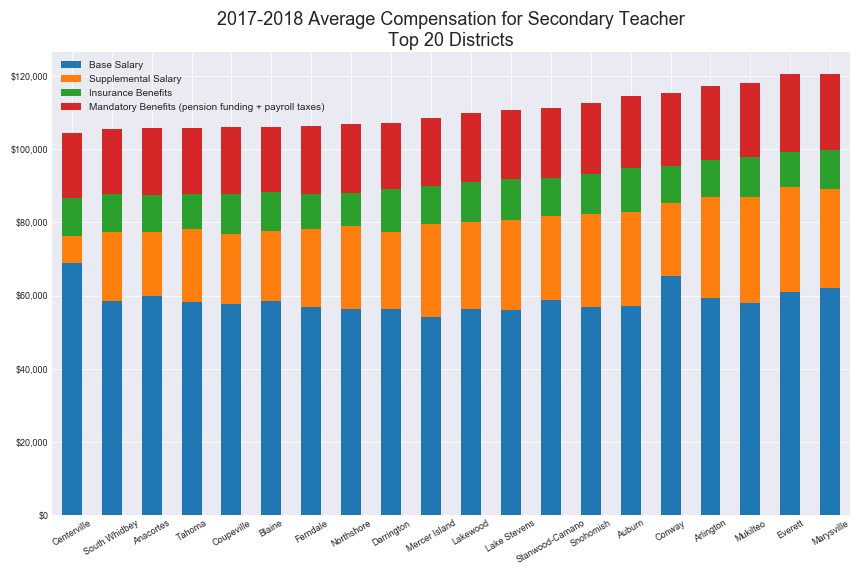 2017-2018 Average Compensation for Secondary Teacher
Top 20 Districts
Base Salary
Supplemental Salary
Insurance Benefits
Mandatory Benefits (pension funding + payroll taxes)
$120,000
$100,000
$80,000
$60,000
$40,000
$20,000
$0
Centerville
South Whidbey
Anacortes
Tahoma
Coupeville
Blaine
Ferndale
Northshore
Darrington
Mercer Island
Lakewood
Lake Stevens
Stanwood-Camano
Snohomish
Auburn
Conway
Arlington
Mukilteo
Everett
Marysville